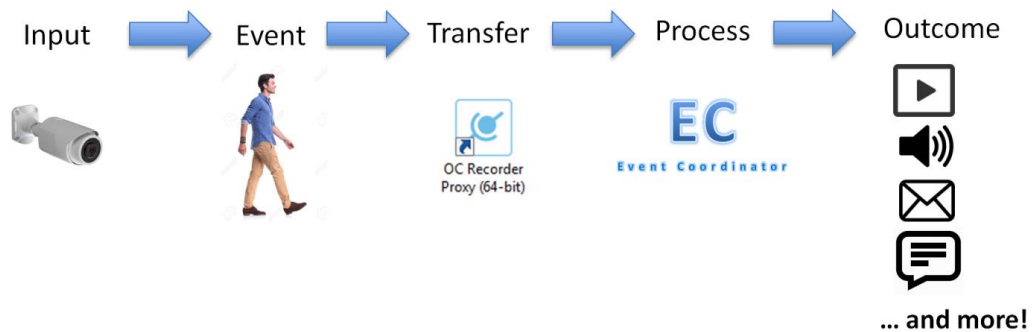 Input
Event
Transfer
Process
Outcome
OC Recorder
Proxy (64-bit)
EC
Event Coordinator
... and more!